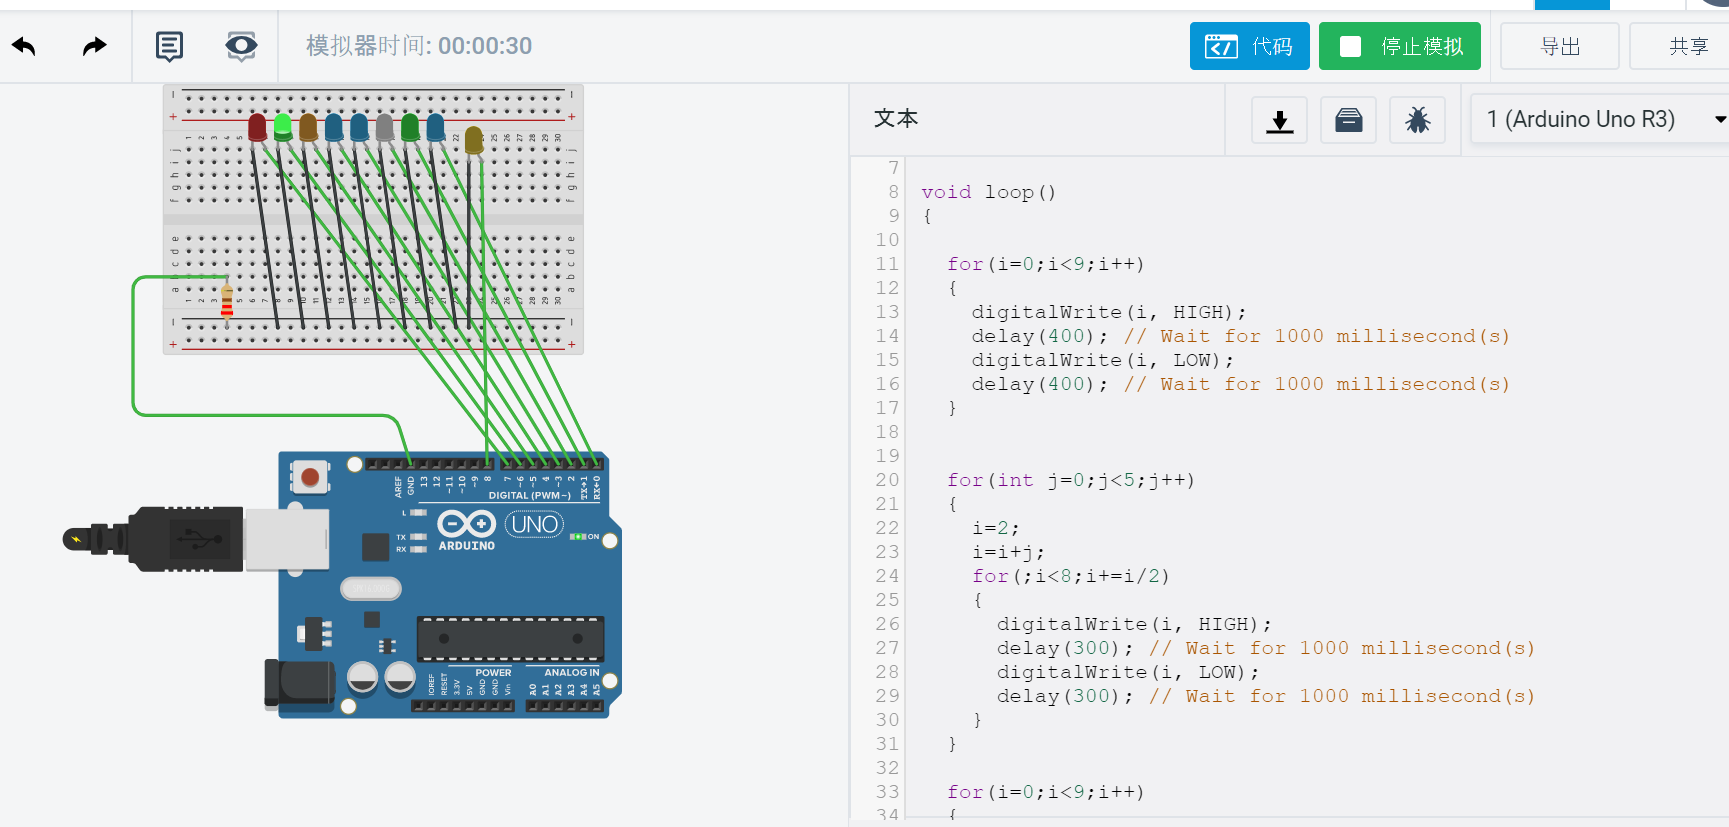 模拟器时间: 00:00:30
代码
停止模拟
导出
共享
文本
1 (Arduino Uno R3)
7
8 void loop()
9 {
10
11 for(i=0;i<9;i++)
12 {
13 digitalWrite(i, HIGH);
14 delay(400); // Wait for 1000 millisecond(s)
15 digitalWrite(i, LOW);
16 delay(400); // Wait for 1000 millisecond(s)
17 }
18
19
20 for(int j=0;j<5;j++)
21 {
22 i=2;
23 i=i+j;
24 for(;i<8;i+=i/2)
25 {
26 digitalWrite(i, HIGH);
27 delay(300); // Wait for 1000 millisecond(s)
28 digitalWrite(i, LOW);
29 delay(300); // Wait for 1000 millisecond(s)
30 }
31 }
32
33 for(i=0;i<9;i++)
34 {
AREF
GND
13
12
~11
~10
~9
8
7
~6
~5
4
~3
2
TX→1
RX←0
DIGITAL (PWM~)
L
TX
RX
UNO
ARDUINO
ON
POWER
ANALOG IN
IOREF
RESET
3.3V
5V
GND
GND
Vin
A0
A1
A2
A3
A4
A5